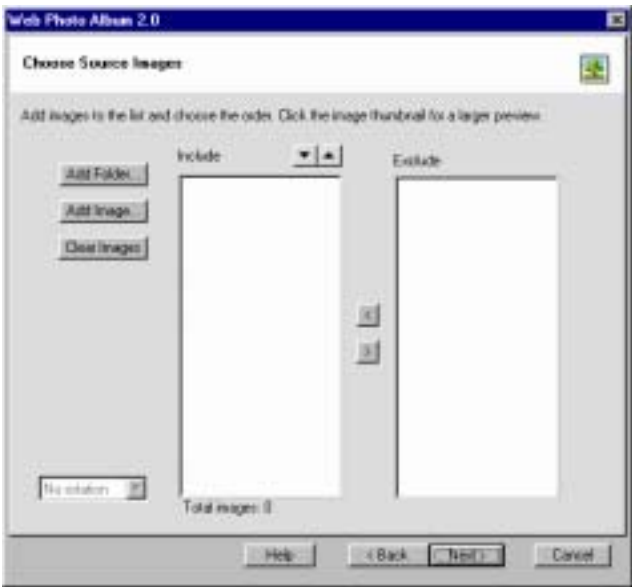 Web Photo Album 2.0
Choose Source Images
Add images to the list and choose the order. Click the image thumbnail for a larger preview.
Include
Exclude
Add Folder...
Add Image...
Clear Images
<
>
No rotation
Total images: 0
Help
< Back
Next >
Cancel